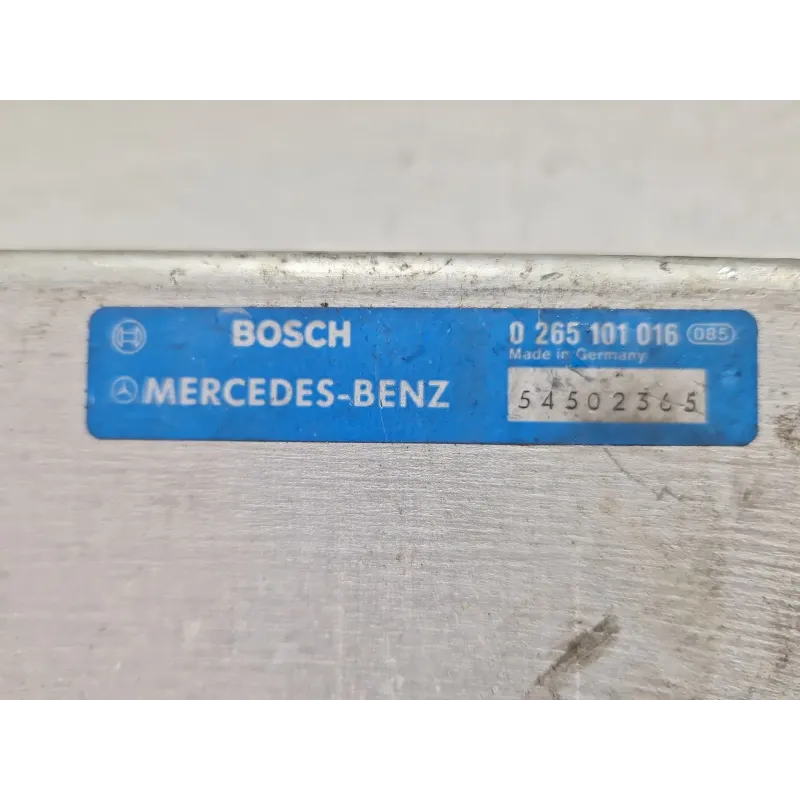 BOSCH 0 265 101 016 085
Made in Germany
MERCEDES-BENZ 54502365